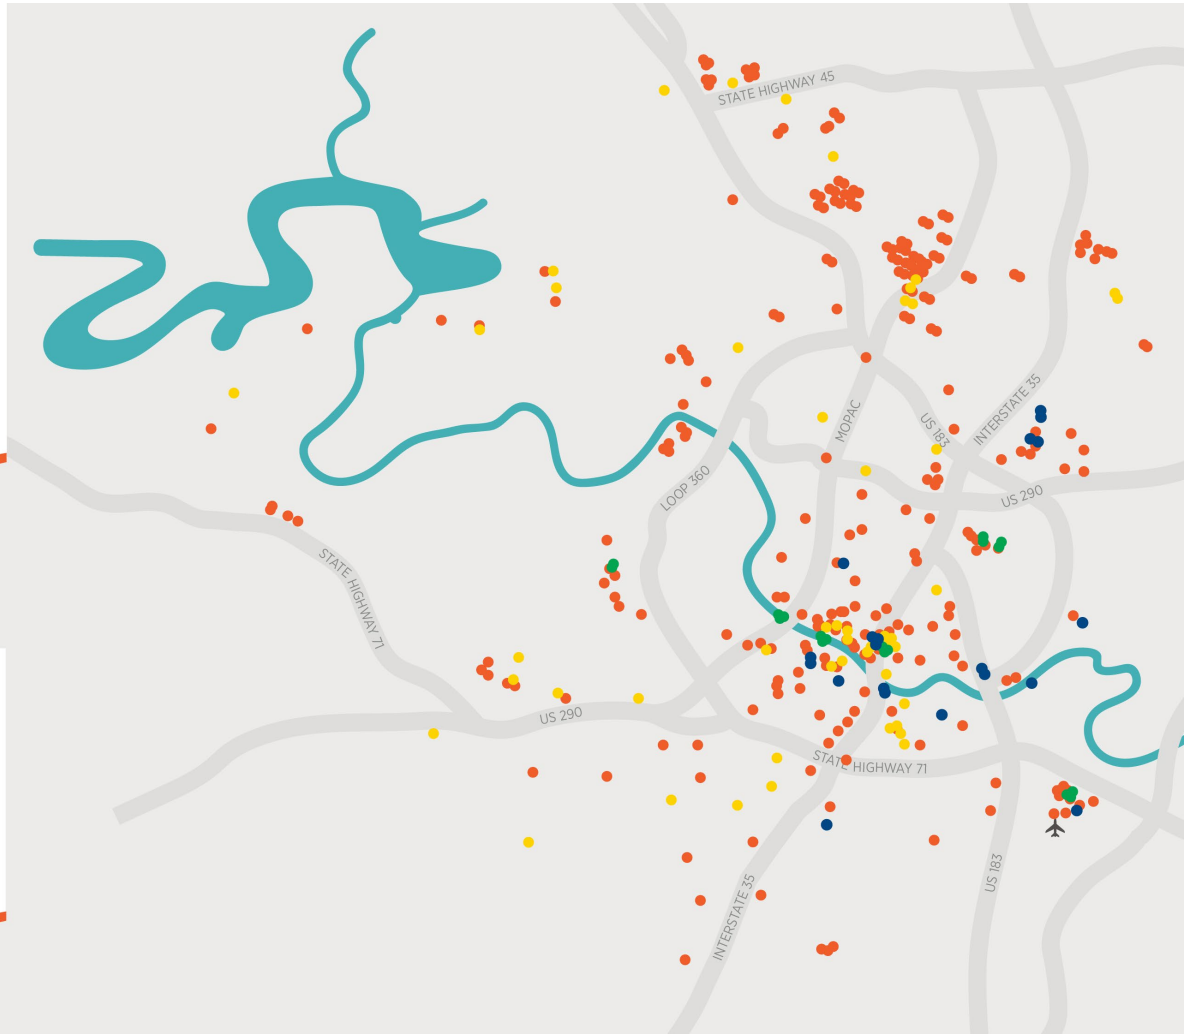 STATE HIGHWAY 45
INTERSTATE 35
MOPAC
US 183
LOOP 360
US 290
STATE HIGHWAY 71
US 290
STATE HIGHWAY 71
US 183
INTERSTATE 35